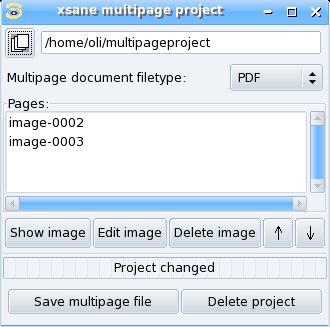 xsane multipage project
/home/oli/multipageproject
Multipage document filetype: PDF
Pages:
image-0002
image-0003
Show image Edit image Delete image ↑ ↓
Project changed
Save multipage file Delete project